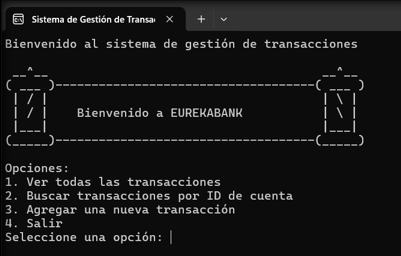 Sistema de Gestión de Transac
Bienvenido al sistema de gestión de transacciones
Bienvenido a EUREKABANK
Opciones:
1. Ver todas las transacciones
2. Buscar transacciones por ID de cuenta
3. Agregar una nueva transacción
4. Salir
Seleccione una opción: